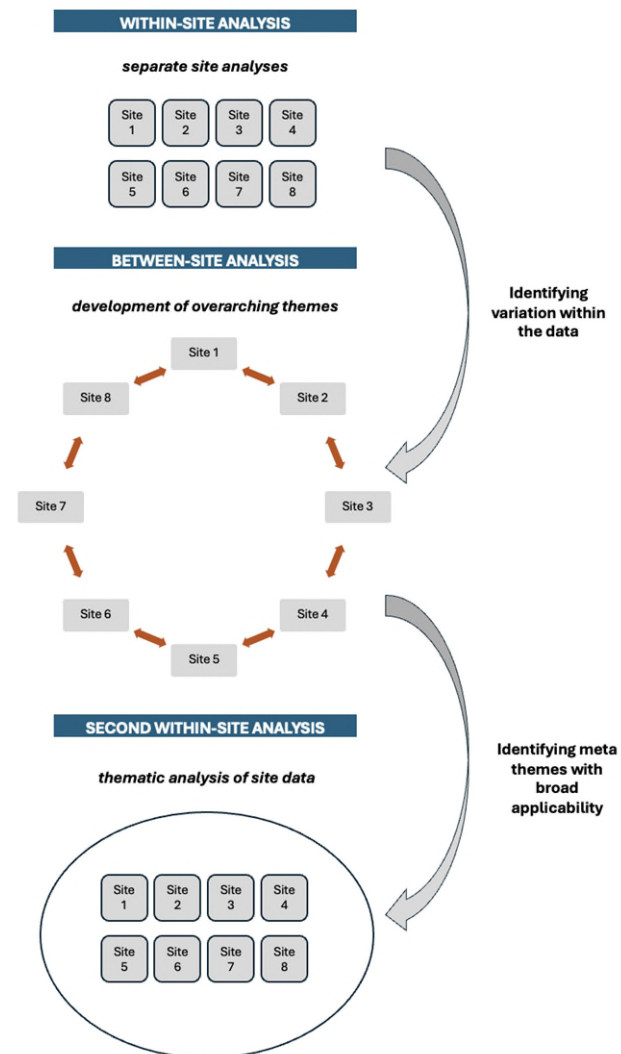 WITHIN-SITE ANALYSIS
separate site analyses
Site 1
Site 2
Site 3
Site 4
Site 5
Site 6
Site 7
Site 8
Identifying
variation within
the data
BETWEEN-SITE ANALYSIS
development of overarching themes
Site 1
Site 8
Site 2
Site 7
Site 3
Site 6
Site 4
Site 5
Identifying meta
themes with
broad
applicability
SECOND WITHIN-SITE ANALYSIS
thematic analysis of site data
Site 1
Site 2
Site 3
Site 4
Site 5
Site 6
Site 7
Site 8